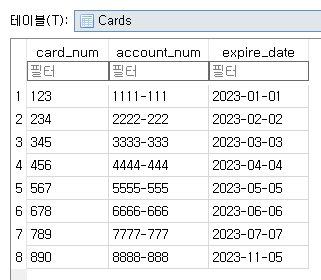 테이블(T): Cards
card_num account_num expire_date
필터 필터 필터
1 123 1111-111 2023-01-01
2 234 2222-222 2023-02-02
3 345 3333-333 2023-03-03
4 456 4444-444 2023-04-04
5 567 5555-555 2023-05-05
6 678 6666-666 2023-06-06
7 789 7777-777 2023-07-07
8 890 8888-888 2023-11-05